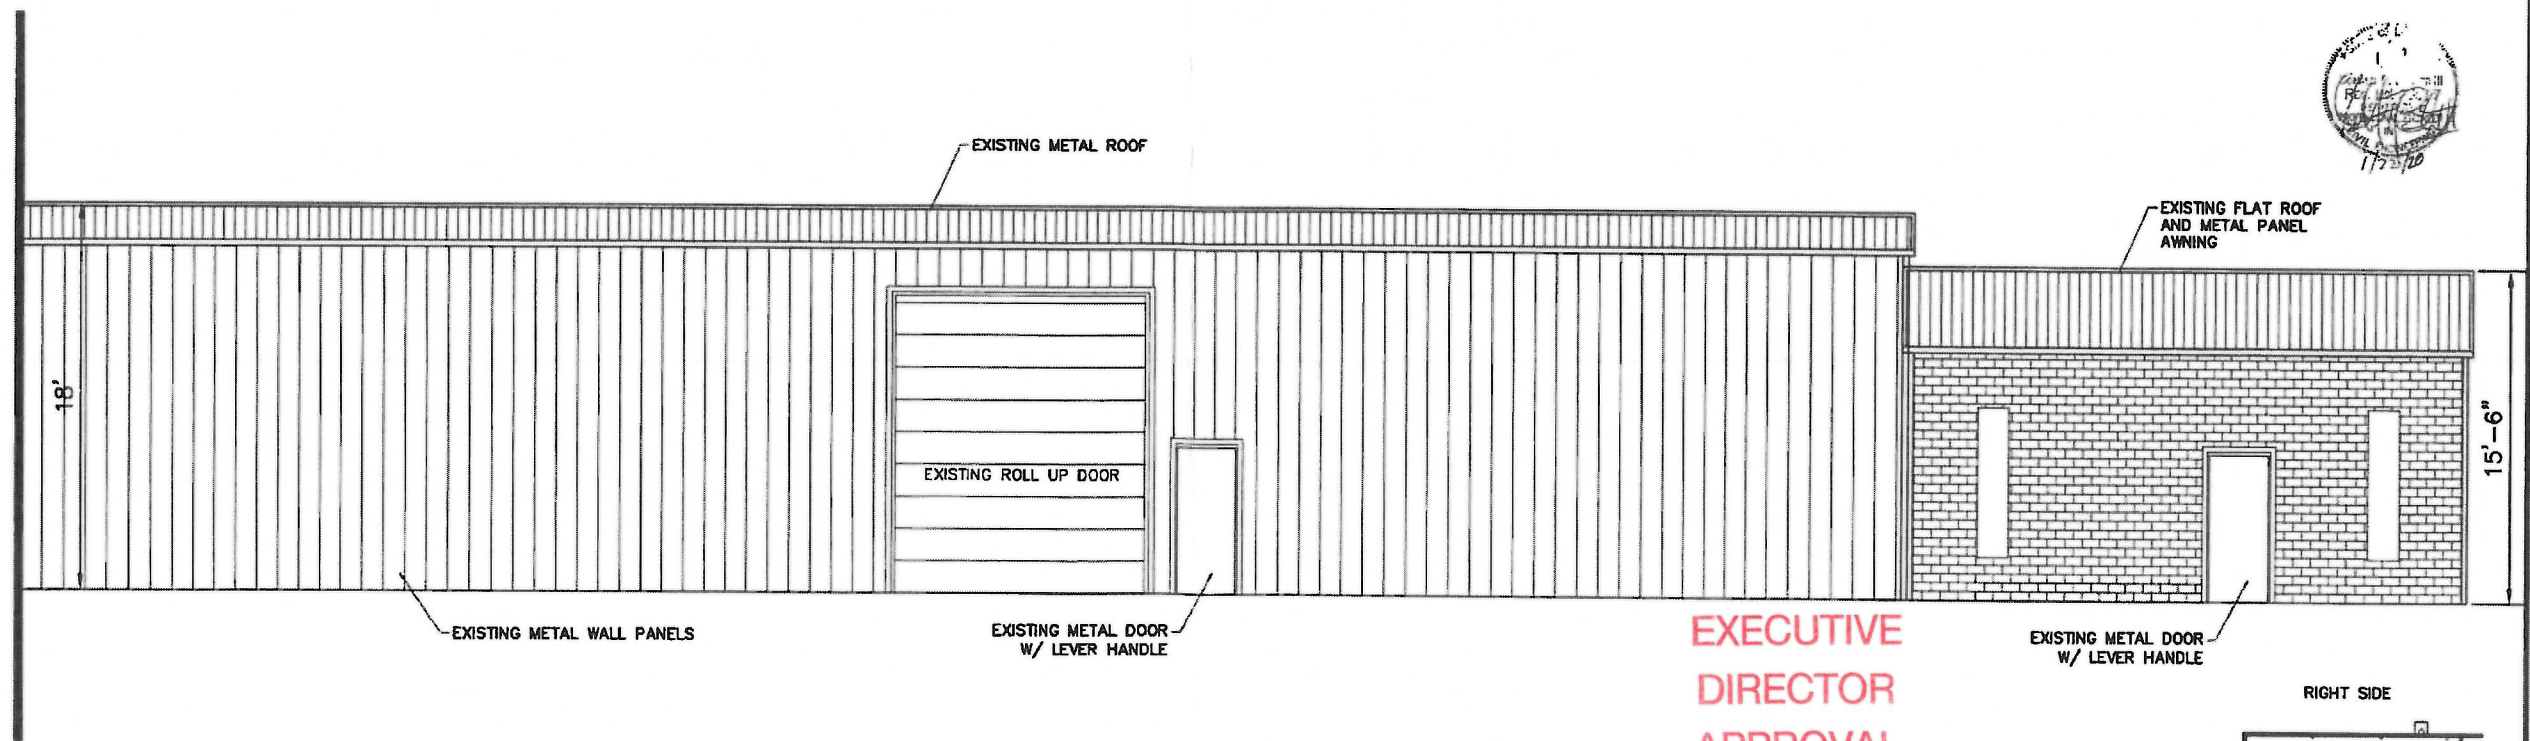 EXISTING METAL ROOF
EXISTING FLAT ROOF
AND METAL PANEL
AWNING
18'
15'-6"
EXISTING ROLL UP DOOR
EXISTING METAL WALL PANELS
EXISTING METAL DOOR
W/ LEVER HANDLE
EXISTING METAL DOOR
W/ LEVER HANDLE
EXECUTIVE
DIRECTOR
APPROVAL
RIGHT SIDE